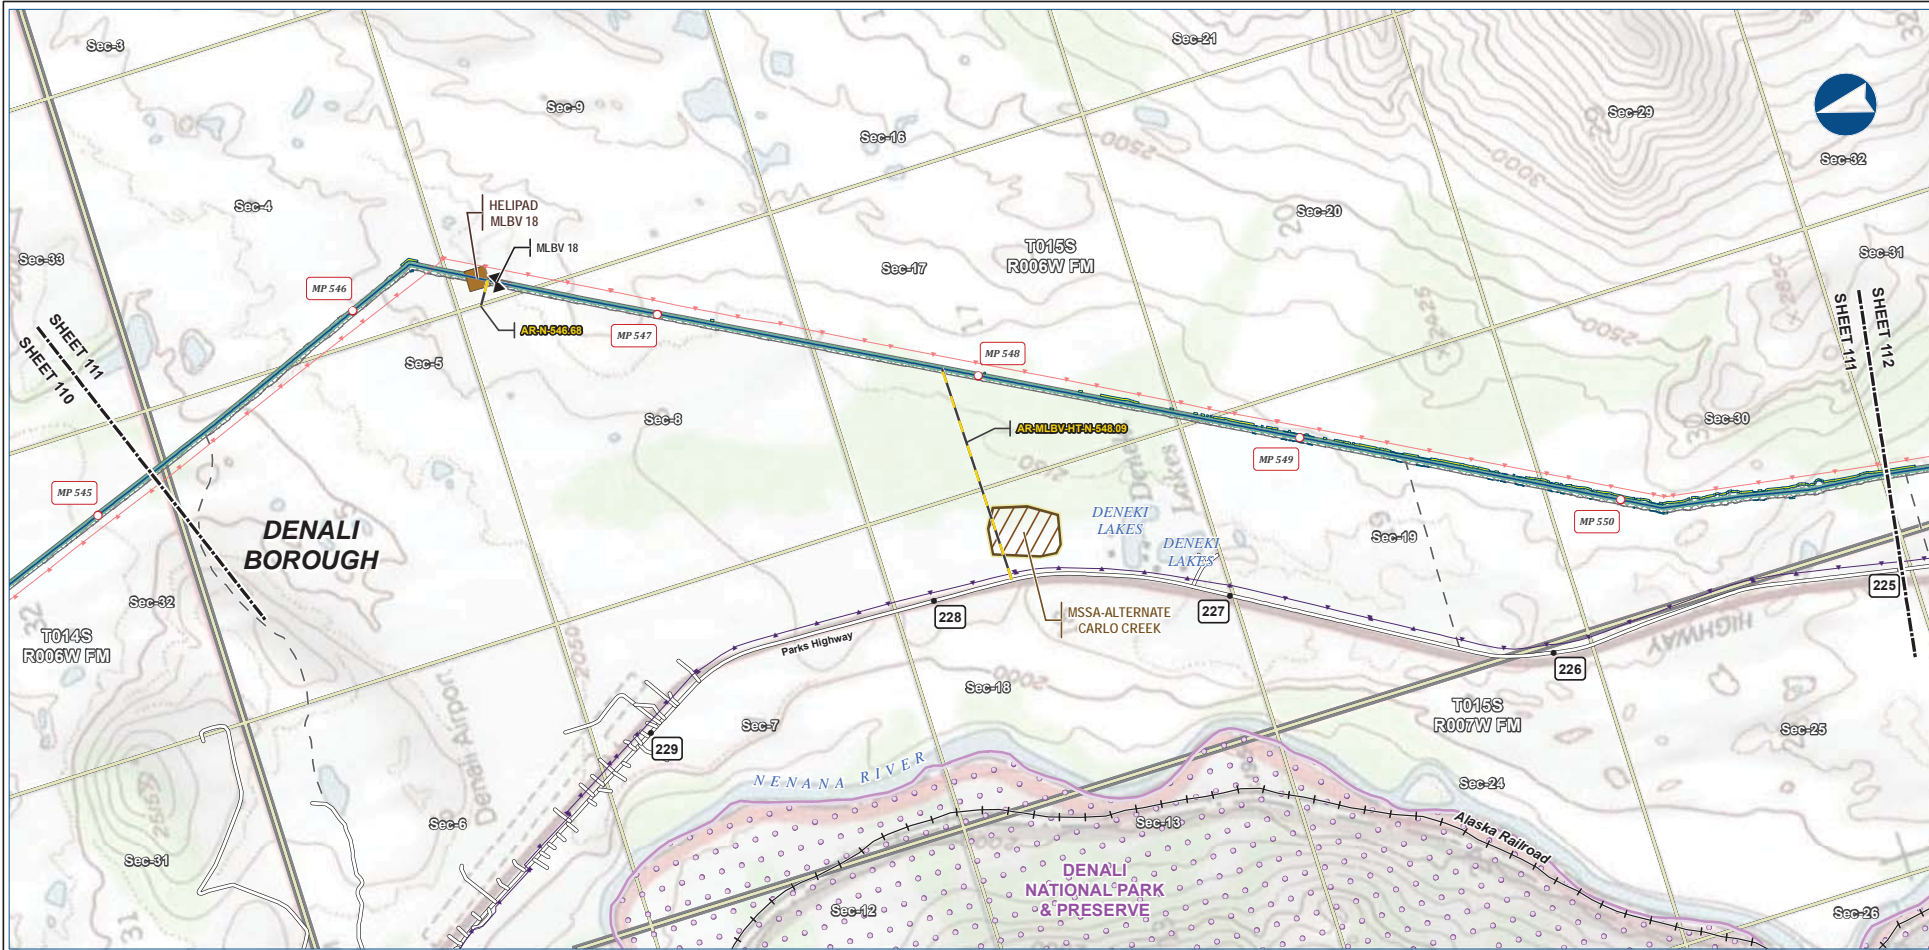 Sec-3
Sec-21
Sec-9
Sec-16
Sec-29
Sec-32
2500
3000
Sec-4
HELIPAD
MLBV 18
MLBV 18
Sec-20
T015S
R006W FM
Sec-31
Sec-33
Sec-17
2500
2425
MP 546
AR-N-546.68
MP 547
MP 548
SHEET 111
SHEET 110
SHEET 112
SHEET 111
Sec-5
Sec-8
AR-MLBV-HT-N-548.09
Sec-30
MP 549
MP 545
MP 550
DENALI
BOROUGH
DENEKI
LAKES
DENEKI
LAKES
Lakes
Sec-19
Sec-32
T014S
R006W FM
228
227
225
MSSA-ALTERNATE
CARLO CREEK
Parks Highway
HIGHWAY
226
2050
Denali Airport
Sec-18
Sec-7
229
T015S
R007W FM
Sec-25
NENANA RIVER
Sec-24
Sec-6
Sec-13
Alaska Railroad
Sec-31
DENALI
NATIONAL PARK
& PRESERVE
Sec-12
Sec-26